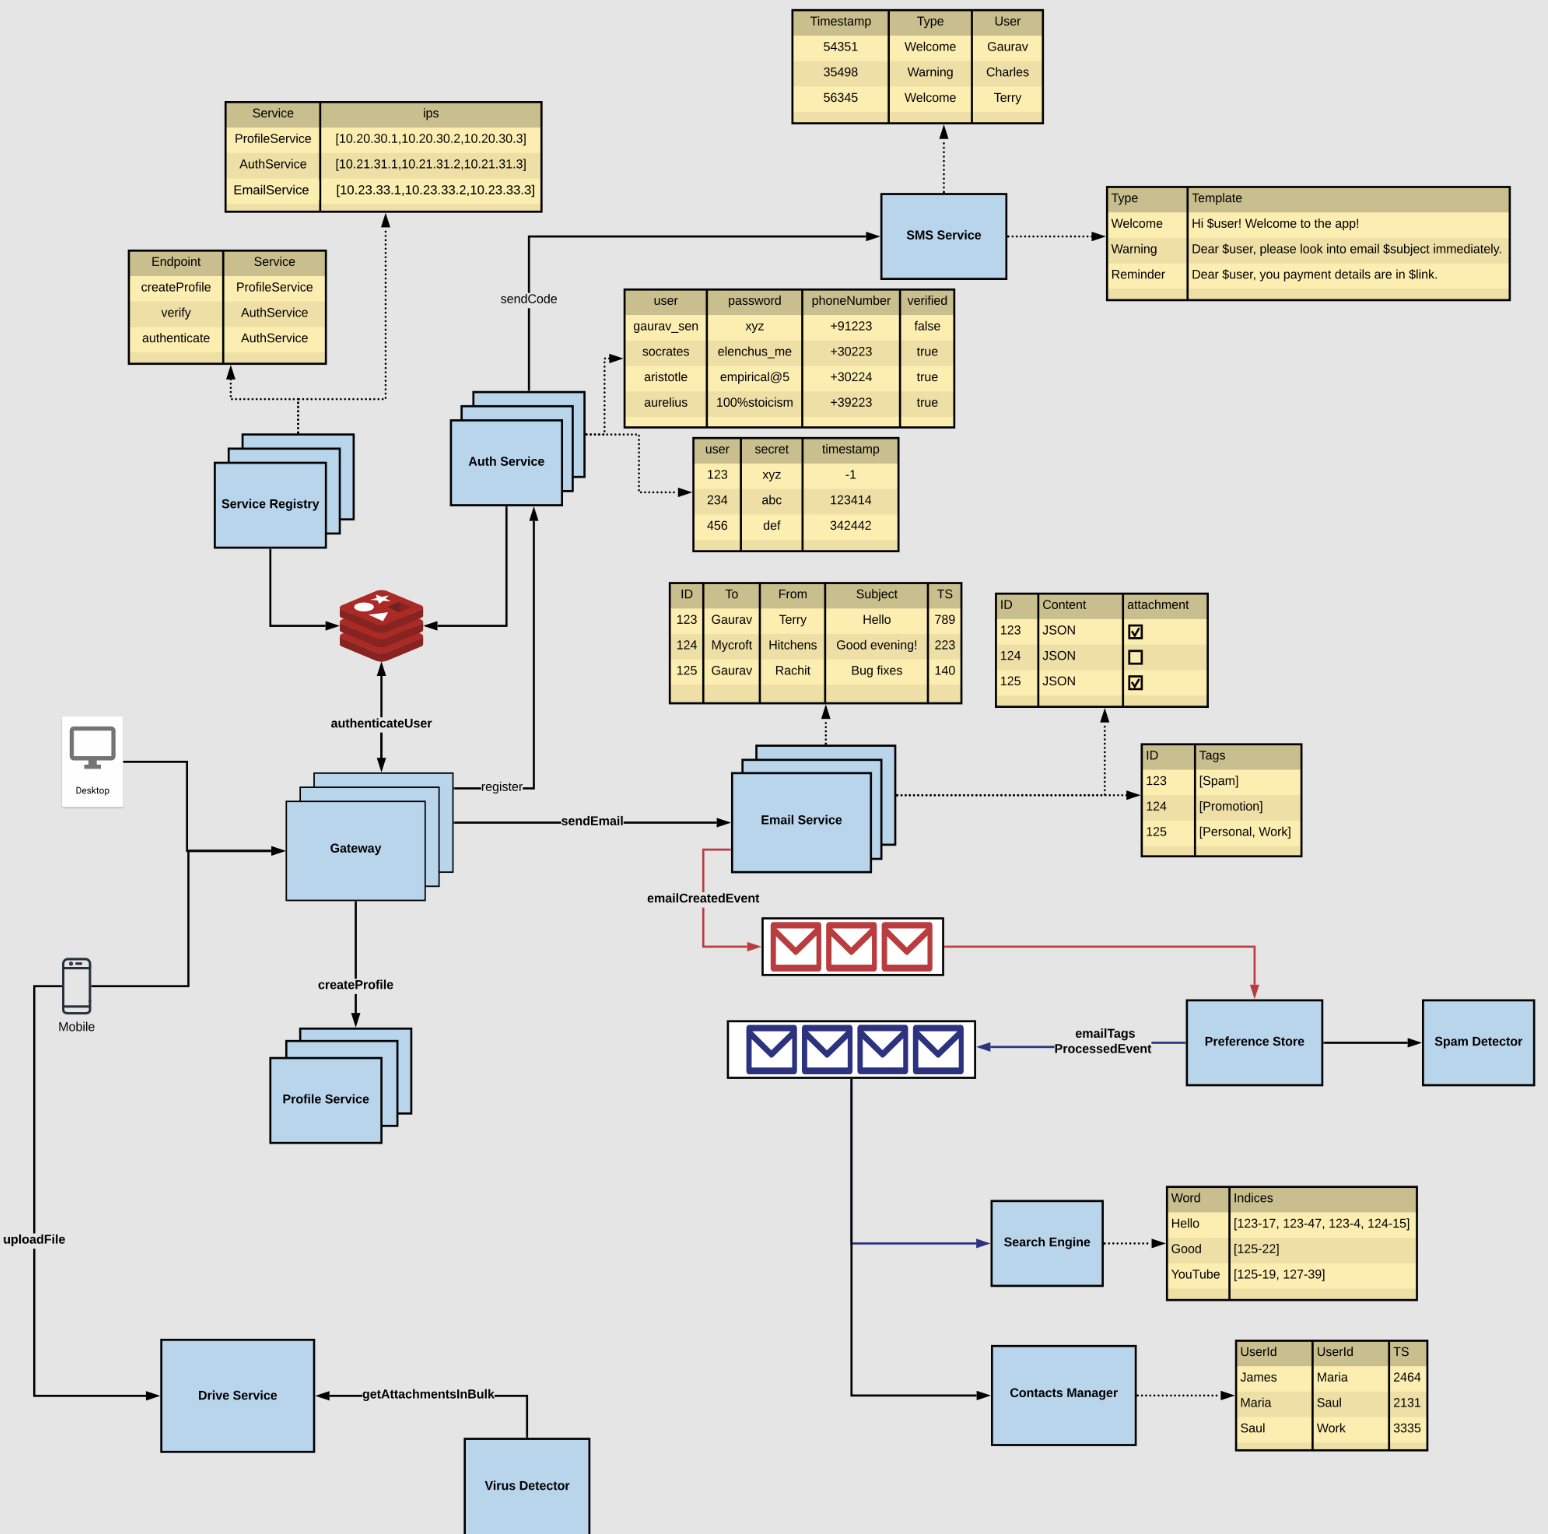 Timestamp Type User
54351 Welcome Gaurav
35498 Warning Charles
56345 Welcome Terry
Service ips
ProfileService [10.20.30.1,10.20.30.2,10.20.30.3]
AuthService [10.21.31.1,10.21.31.2,10.21.31.3]
EmailService [10.23.33.1,10.23.33.2,10.23.33.3]
SMS Service
Type Template
Welcome Hi $user! Welcome to the app!
Warning Dear $user, please look into email $subject immediately.
Reminder Dear $user, you payment details are in $link.
Endpoint Service
createProfile ProfileService
verify AuthService
authenticate AuthService
sendCode
user password phoneNumber verified
gaurav_sen xyz +91223 false
socrates elenchus_me +30223 true
aristotle empirical@5 +30224 true
aurelius 100%stoicism +39223 true
Auth Service
user secret timestamp
123 xyz -1
234 abc 123414
456 def 342442
Service Registry
ID To From Subject TS
123 Gaurav Terry Hello 789
124 Mycroft Hitchens Good evening! 223
125 Gaurav Rachit Bug fixes 140
ID Content attachment
123 JSON
124 JSON
125 JSON
authenticateUser
Desktop
register
sendEmail
Email Service
ID Tags
123 [Spam]
124 [Promotion]
125 [Personal, Work]
Gateway
emailCreatedEvent
createProfile
Mobile
emailTags
ProcessedEvent
Preference Store
Spam Detector
Profile Service
uploadFile
Search Engine
Word Indices
Hello [123-17, 123-47, 123-4, 124-15]
Good [125-22]
YouTube [125-19, 127-39]
Drive Service
getAttachmentsInBulk
Contacts Manager
UserId UserId TS
James Maria 2464
Maria Saul 2131
Saul Work 3335
Virus Detector